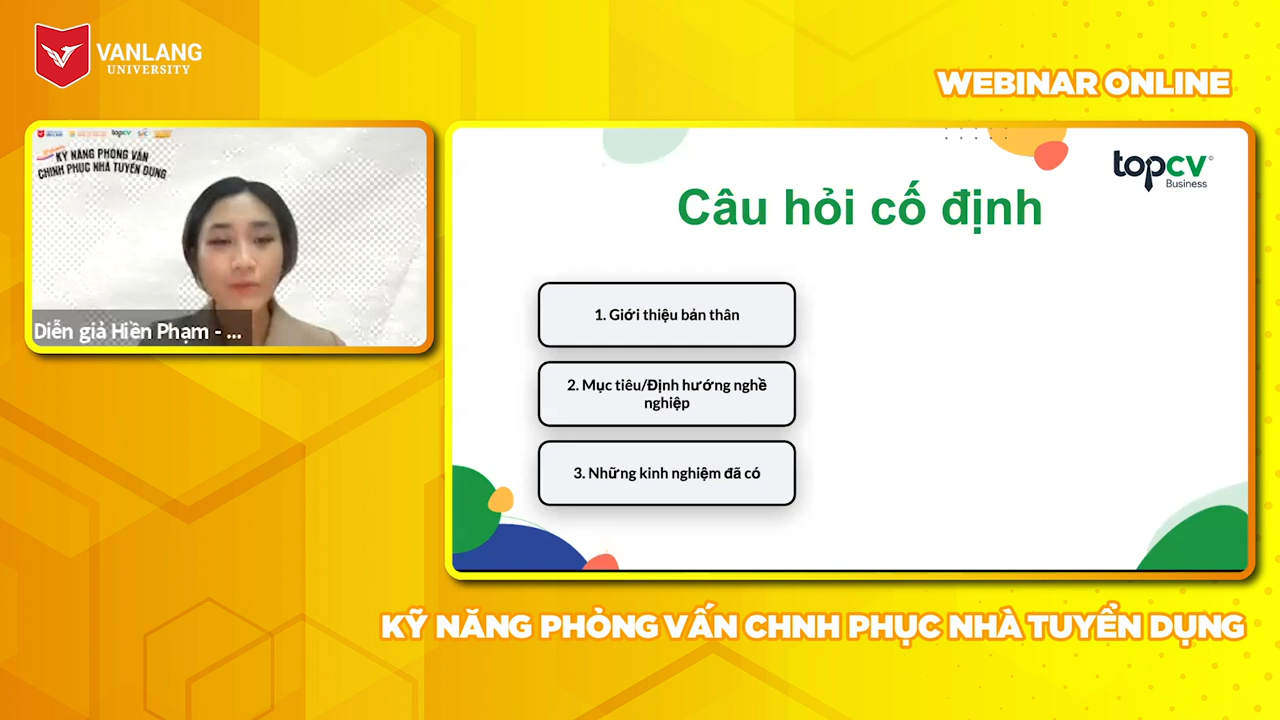 VANLANG
UNIVERSITY
WEBINAR ONLINE
KỸ NĂNG PHỎNG VẤN
CHINH PHỤC NHÀ TUYỂN DỤNG
Diễn giả Hiền Phạm - ...
topcv
Business
Câu hỏi cố định
1. Giới thiệu bản thân
2. Mục tiêu/Định hướng nghề
nghiệp
3. Những kinh nghiệm đã có
KỸ NĂNG PHỎNG VẤN CHNH PHỤC NHÀ TUYỂN DỤNG